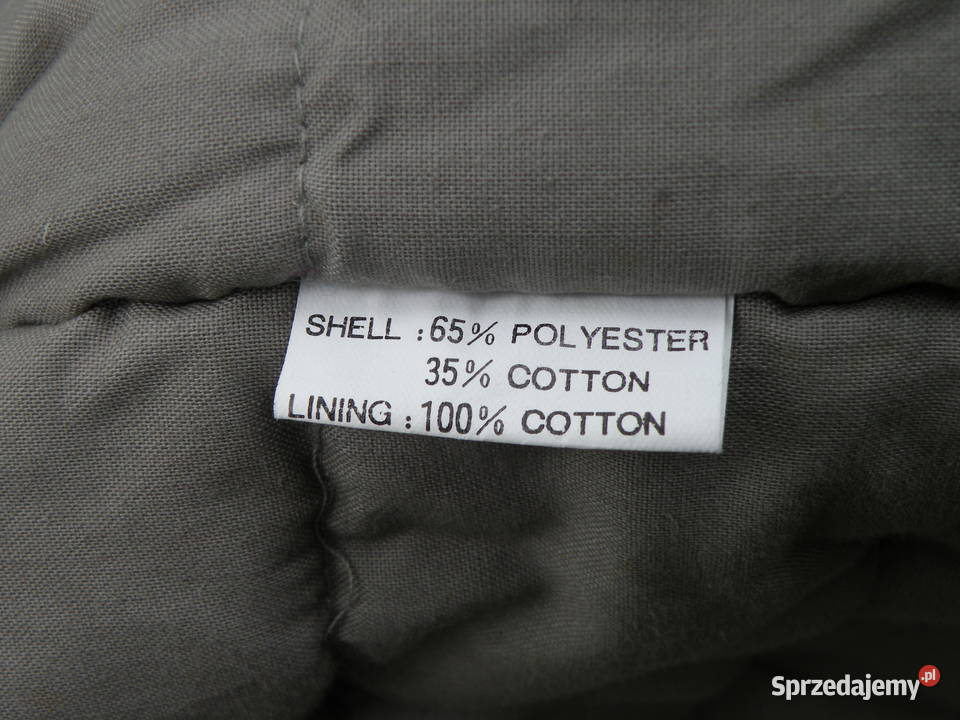 SHELL : 65% POLYESTER
35% COTTON
LINING : 100% COTTON
Sprzedajemy.pl